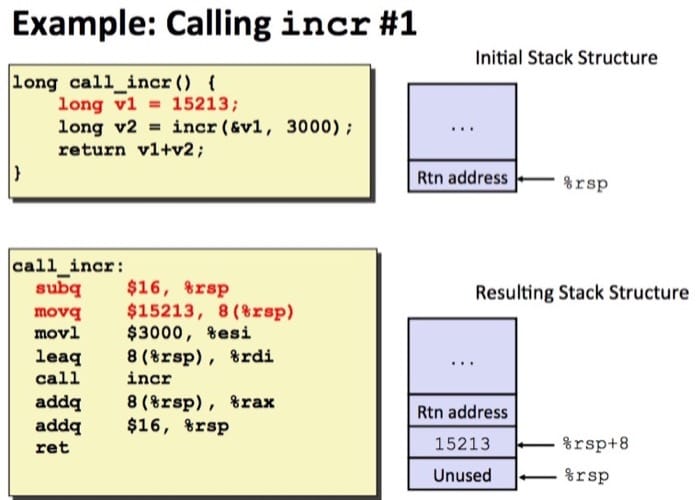 Example: Calling incr #1
long call_incr() {
    long v1 = 15213;
    long v2 = incr(&v1, 3000);
    return v1+v2;
}
Initial Stack Structure
...
Rtn address
%rsp
call_incr:
  subq    $16, %rsp
  movq    $15213, 8(%rsp)
  movl    $3000, %esi
  leaq    8(%rsp), %rdi
  call    incr
  addq    8(%rsp), %rax
  addq    $16, %rsp
  ret
Resulting Stack Structure
...
Rtn address
15213 %rsp+8
Unused %rsp